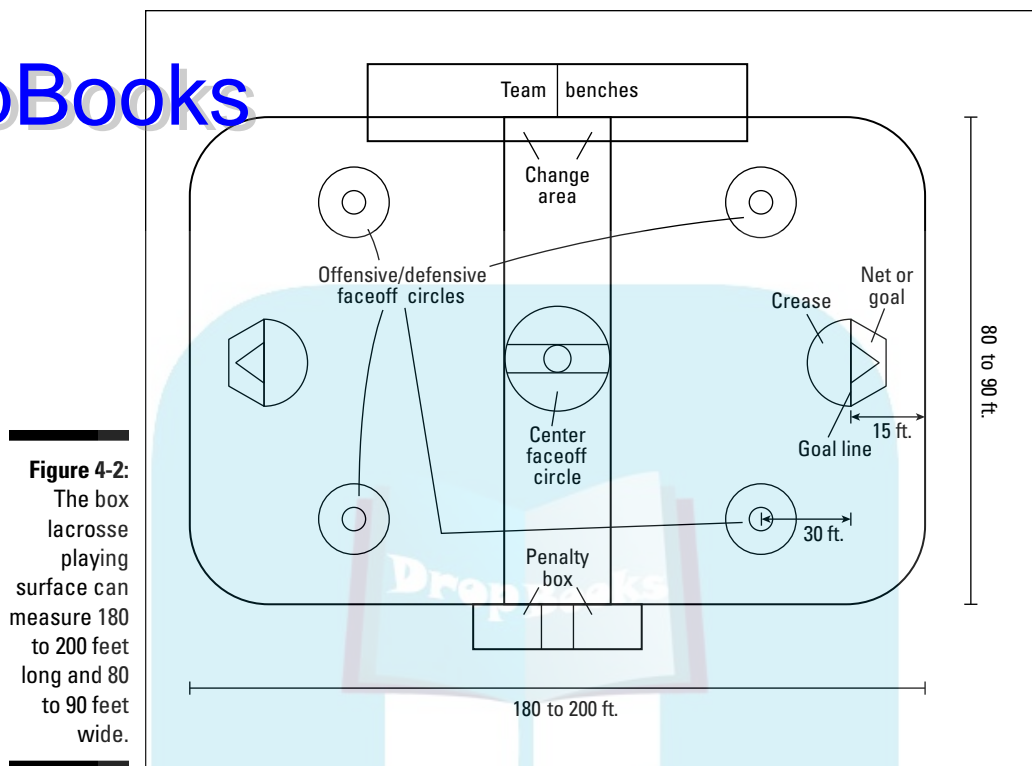 oBooks
Team benches
Change
area
Offensive/defensive
faceoff circles
Crease
Net or
goal
80 to 90 ft.
15 ft.
Goal line
Center
faceoff
circle
30 ft.
Penalty
box
DropBooks
180 to 200 ft.
Figure 4-2:
The box
lacrosse
playing
surface can
measure 180
to 200 feet
long and 80
to 90 feet
wide.